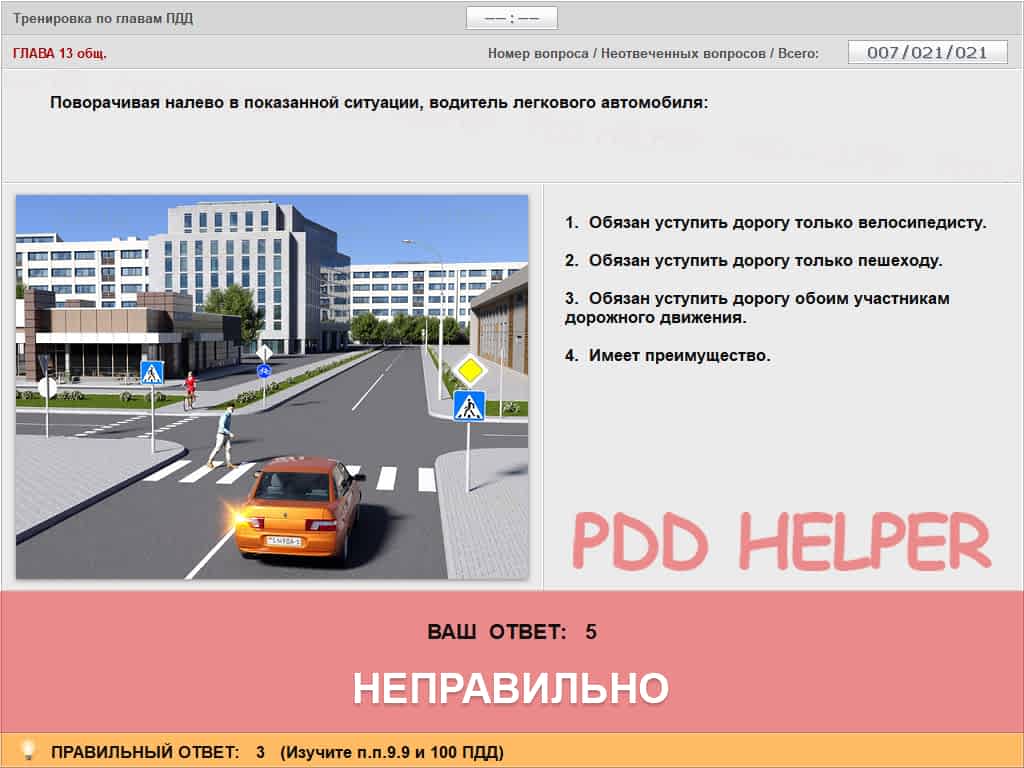 Тренировка по главам ПДД
—— : ——
ГЛАВА 13 общ.
Номер вопроса / Неотвеченных вопросов / Всего:
007/021/021
Поворачивая налево в показанной ситуации, водитель легкового автомобиля:
1. Обязан уступить дорогу только велосипедисту.
2. Обязан уступить дорогу только пешеходу.
3. Обязан уступить дорогу обоим участникам
дорожного движения.
4. Имеет преимущество.
PDD HELPER
ВАШ ОТВЕТ: 5
НЕПРАВИЛЬНО
ПРАВИЛЬНЫЙ ОТВЕТ: 3 (Изучите п.п.9.9 и 100 ПДД)